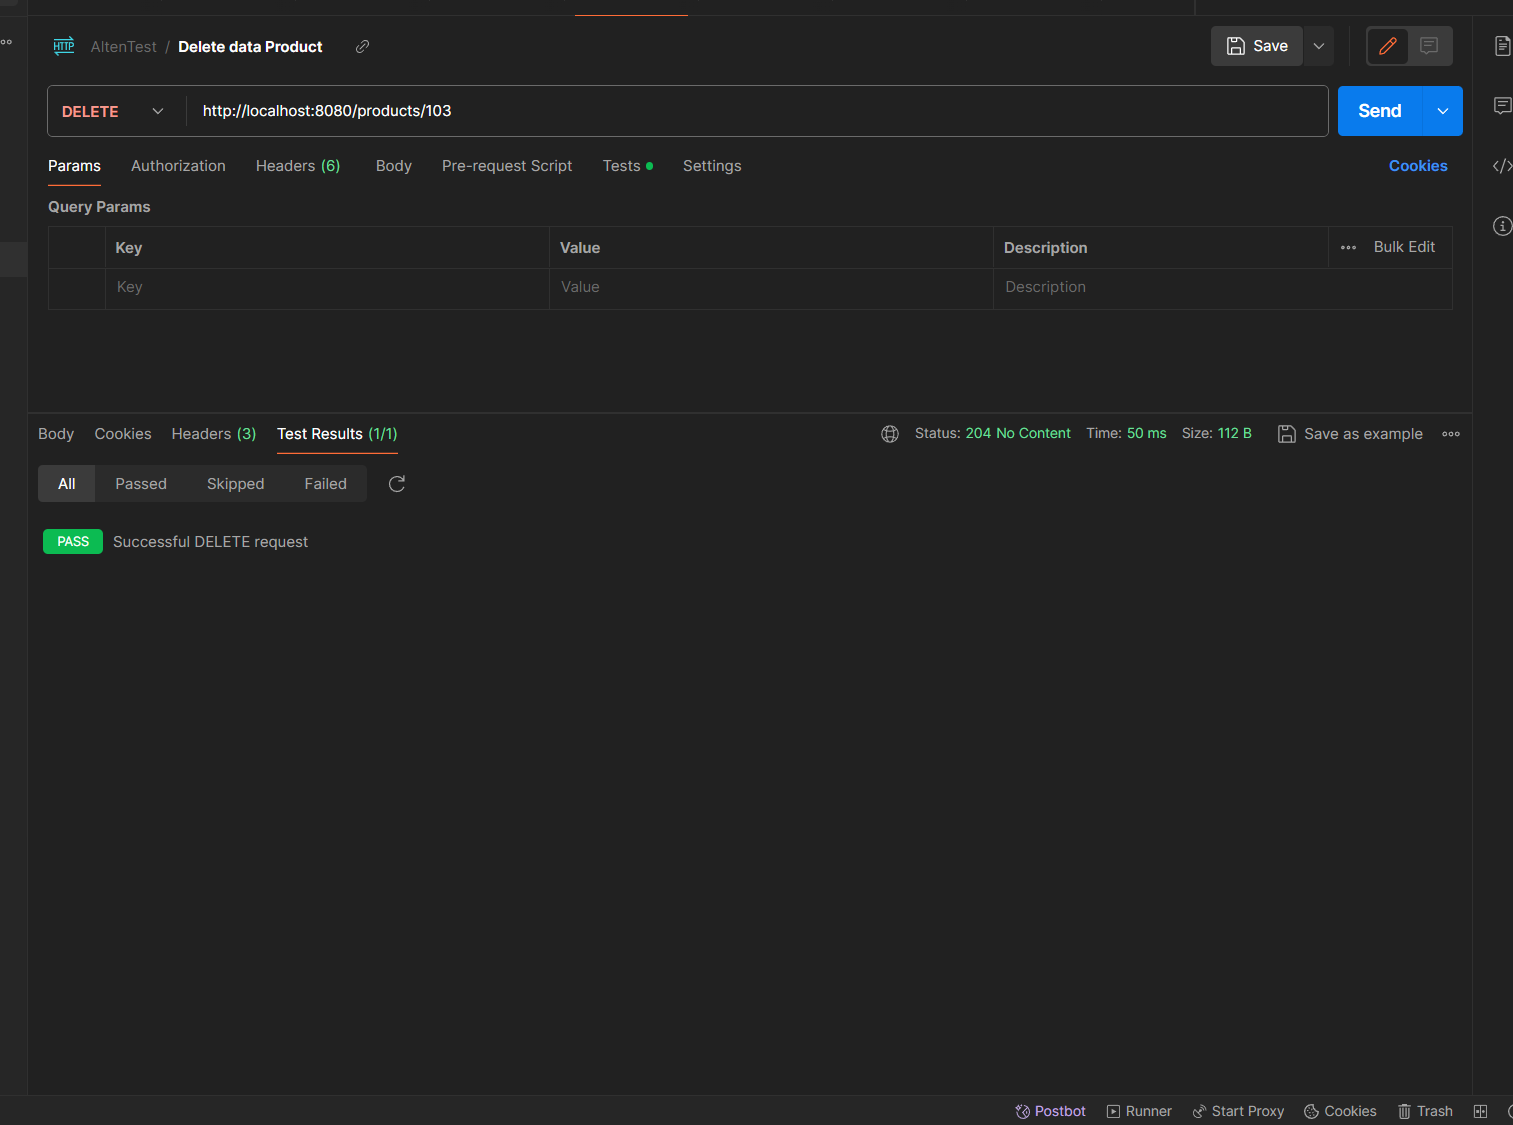 HTTP AltenTest / Delete data Product Save
DELETE http://localhost:8080/products/103 Send
Params Authorization Headers (6) Body Pre-request Script Tests Settings Cookies
Query Params
Key Value Description Bulk Edit
Key Value Description
Body Cookies Headers (3) Test Results (1/1) Status: 204 No Content Time: 50 ms Size: 112 B Save as example
All Passed Skipped Failed
PASS Successful DELETE request
Postbot Runner Start Proxy Cookies Trash